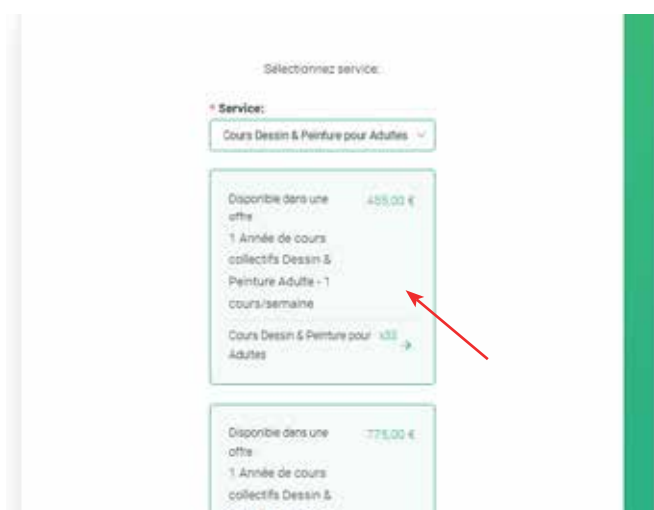 Sélectionnez service:
* Service:
Cours Dessin & Peinture pour Adultes
Disponible dans une 455,00 €
offre
1 Année de cours
collectifs Dessin &
Peinture Adulte - 1
cours/semaine
Cours Dessin & Peinture pour x33
Adultes
Disponible dans une 775,00 €
offre
1 Année de cours
collectifs Dessin &